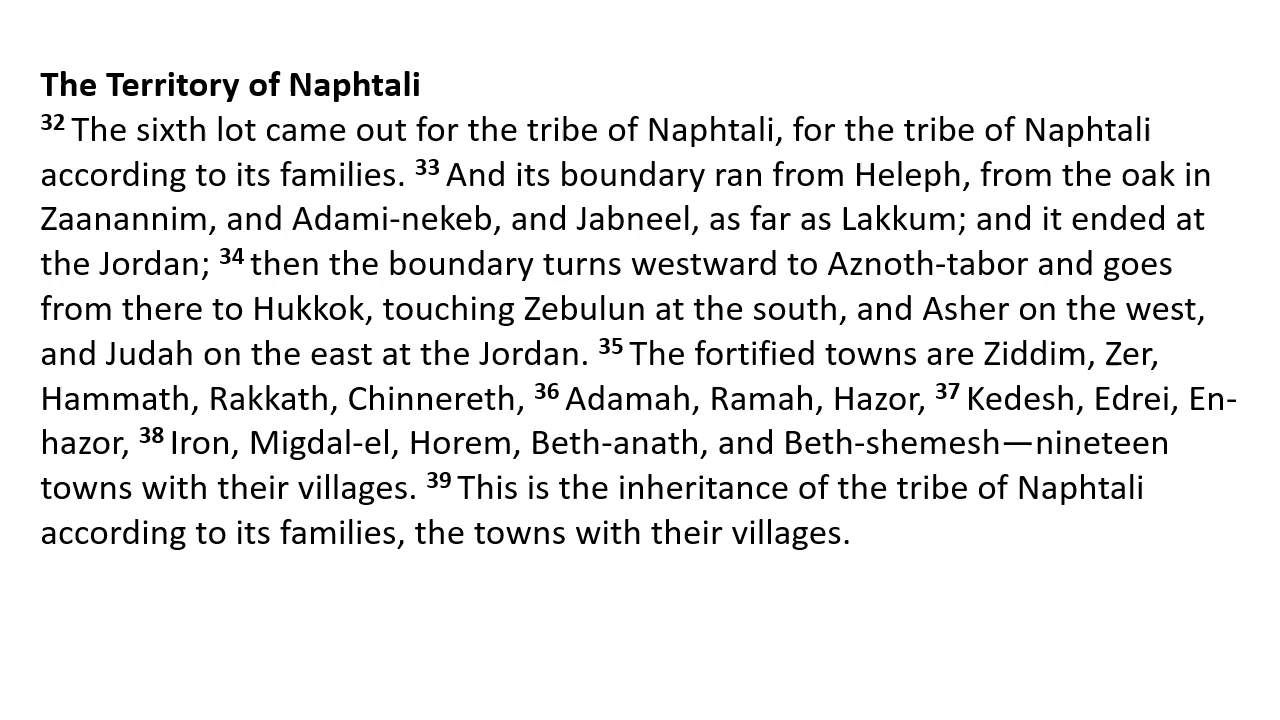 The Territory of Naphtali
32 The sixth lot came out for the tribe of Naphtali, for the tribe of Naphtali
according to its families. 33 And its boundary ran from Heleph, from the oak in
Zaanannim, and Adami-nekeb, and Jabneel, as far as Lakkum; and it ended at
the Jordan; 34 then the boundary turns westward to Aznoth-tabor and goes
from there to Hukkok, touching Zebulun at the south, and Asher on the west,
and Judah on the east at the Jordan. 35 The fortified towns are Ziddim, Zer,
Hammath, Rakkath, Chinnereth, 36 Adamah, Ramah, Hazor, 37 Kedesh, Edrei, En-
hazor, 38 Iron, Migdal-el, Horem, Beth-anath, and Beth-shemesh—nineteen
towns with their villages. 39 This is the inheritance of the tribe of Naphtali
according to its families, the towns with their villages.